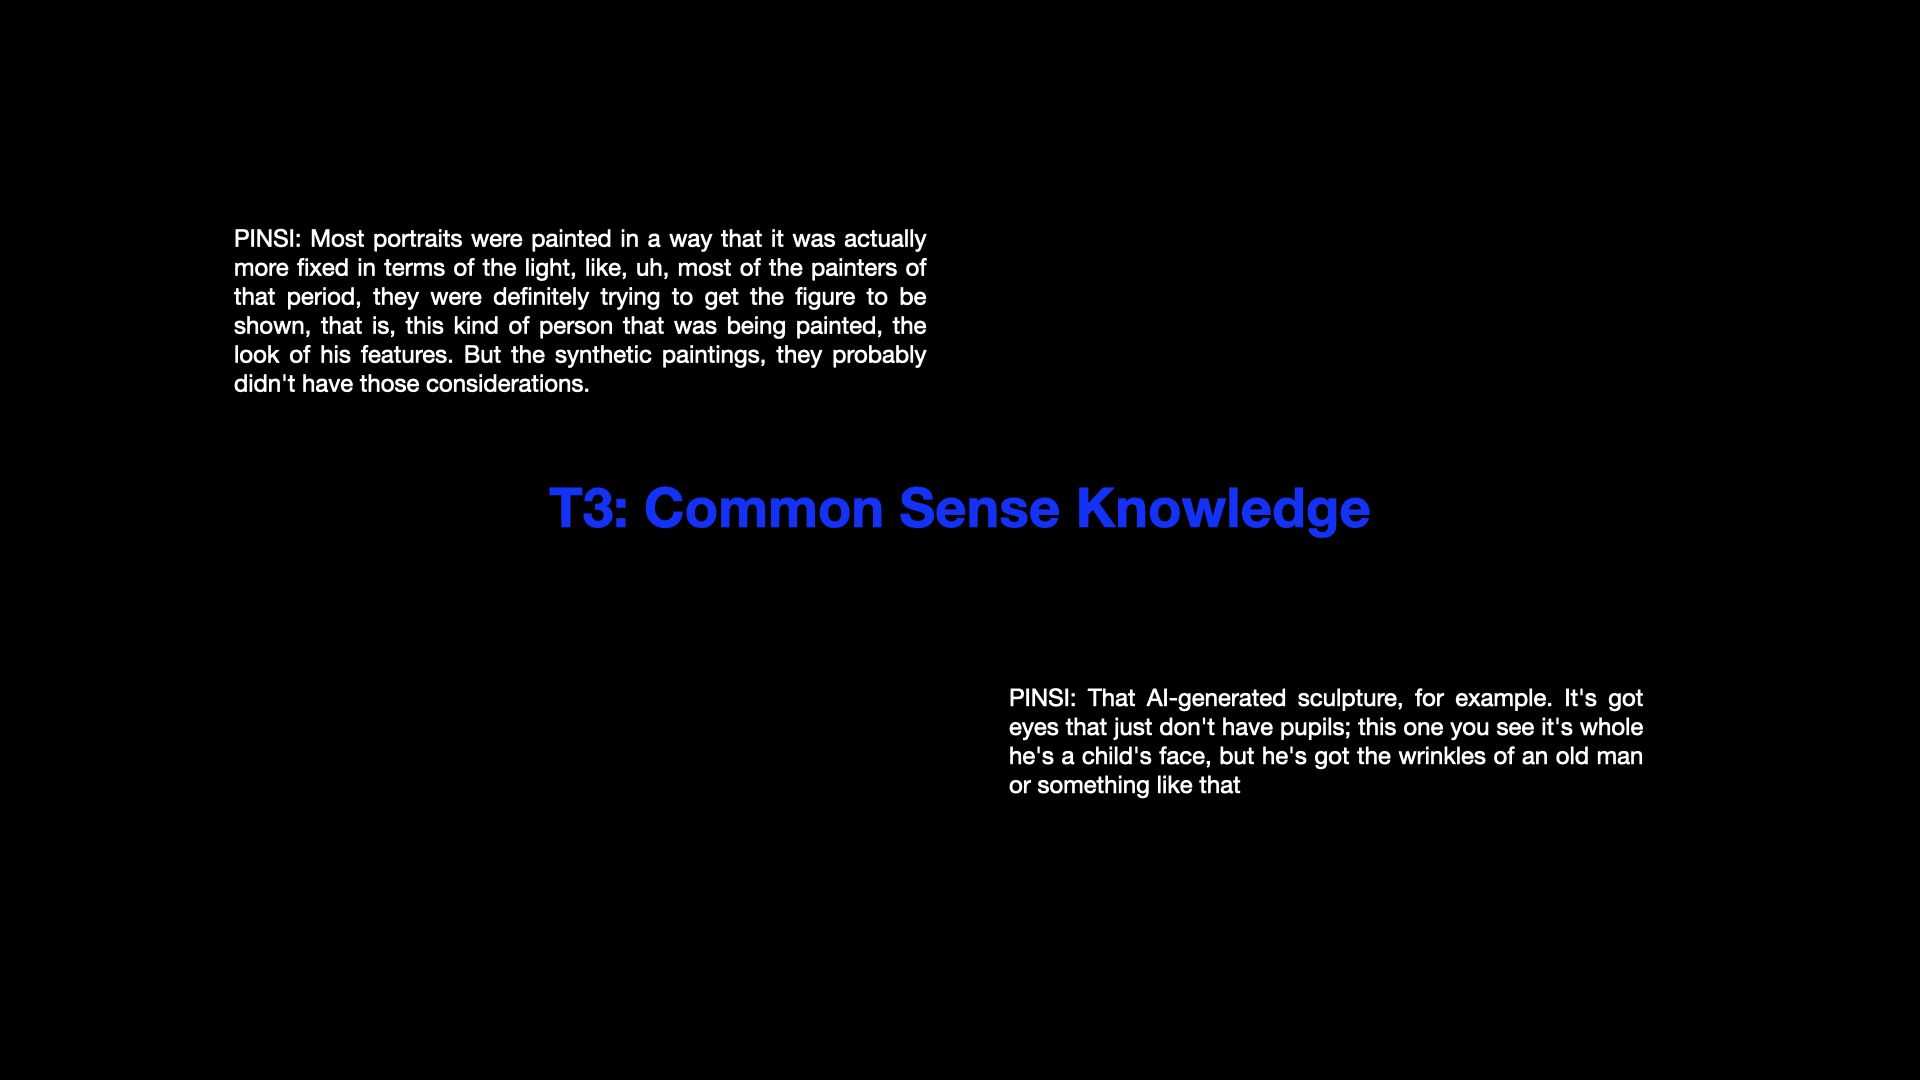 PINSI: Most portraits were painted in a way that it was actually
more fixed in terms of the light, like, uh, most of the painters of
that period, they were definitely trying to get the figure to be
shown, that is, this kind of person that was being painted, the
look of his features. But the synthetic paintings, they probably
didn't have those considerations.
T3: Common Sense Knowledge
PINSI: That AI-generated sculpture, for example. It's got
eyes that just don't have pupils; this one you see it's whole
he's a child's face, but he's got the wrinkles of an old man
or something like that